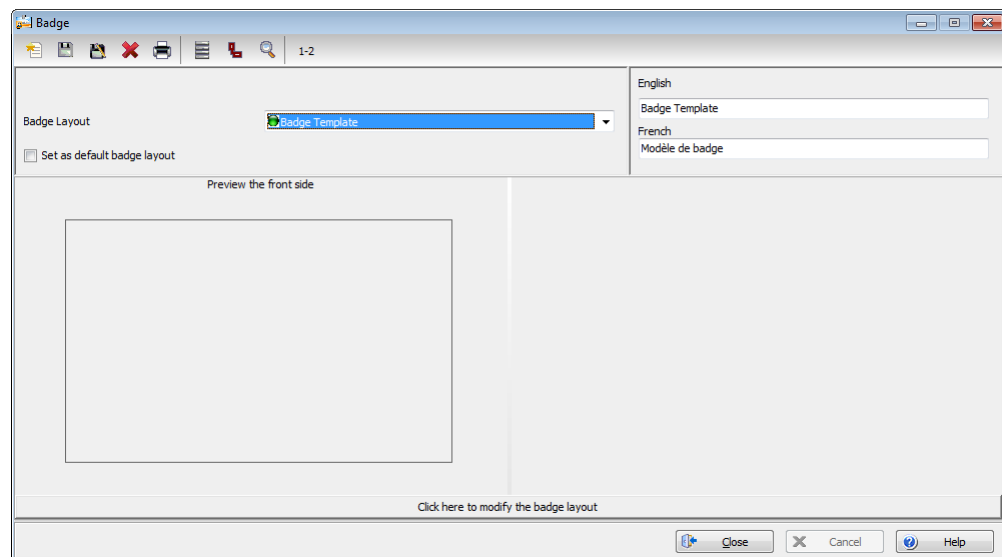 Badge
1-2
English
Badge Layout
Badge Template
Badge Template
French
Set as default badge layout
Modèle de badge
Preview the front side
Click here to modify the badge layout
Close
Cancel
Help